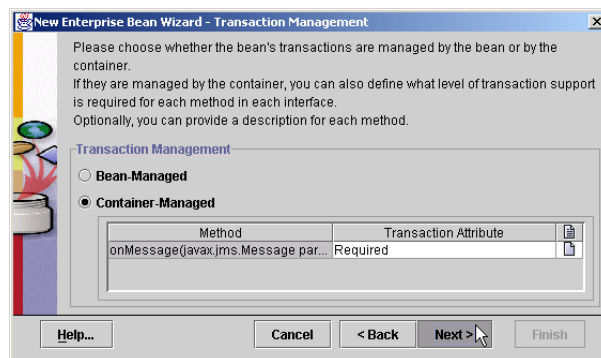 New Enterprise Bean Wizard - Transaction Management
Please choose whether the bean's transactions are managed by the bean or by the
container.
If they are managed by the container, you can also define what level of transaction support
is required for each method in each interface.
Optionally, you can provide a description for each method.
Transaction Management
Bean-Managed
Container-Managed
Method Transaction Attribute
onMessage(javax.jms.Message par... Required
Help... Cancel < Back Next > Finish